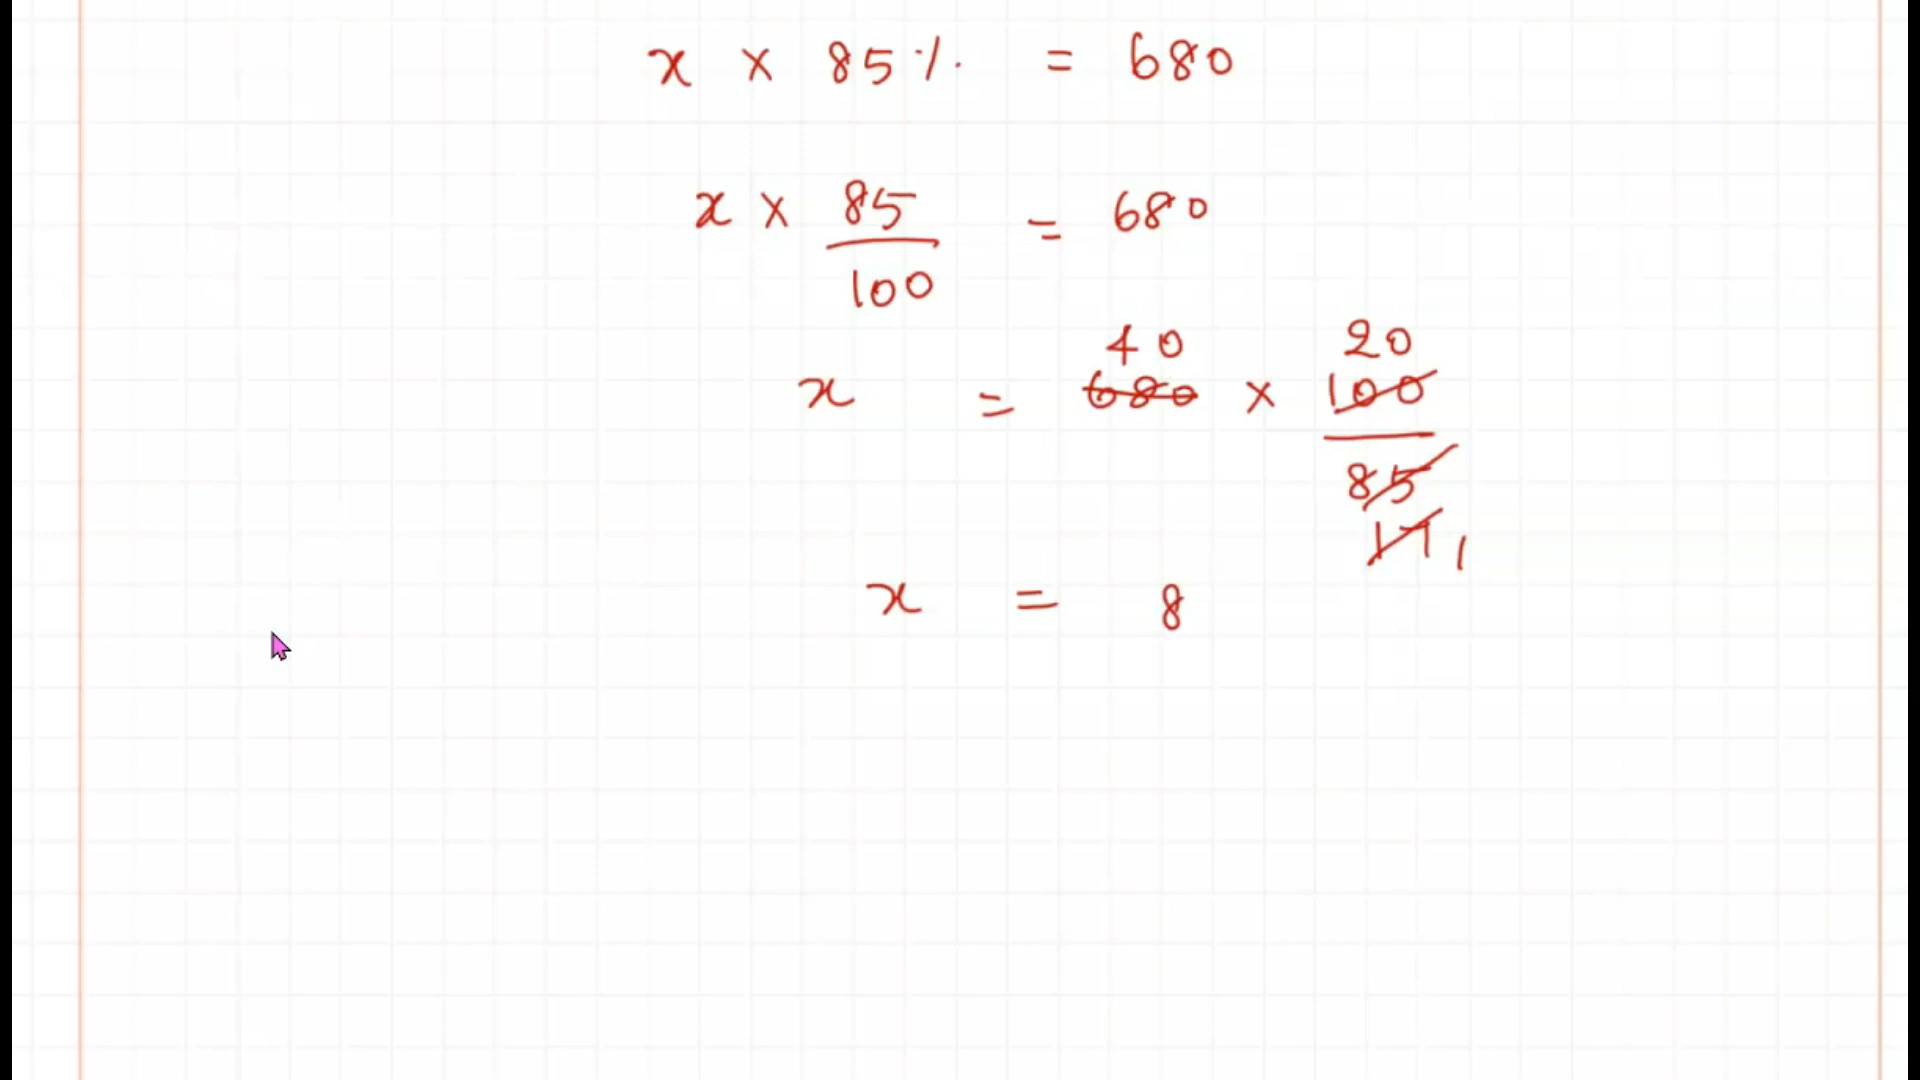 x × 85% = 680
x × 85/100 = 680
40 20
x = 680 × 100/85
17 1
x = 8